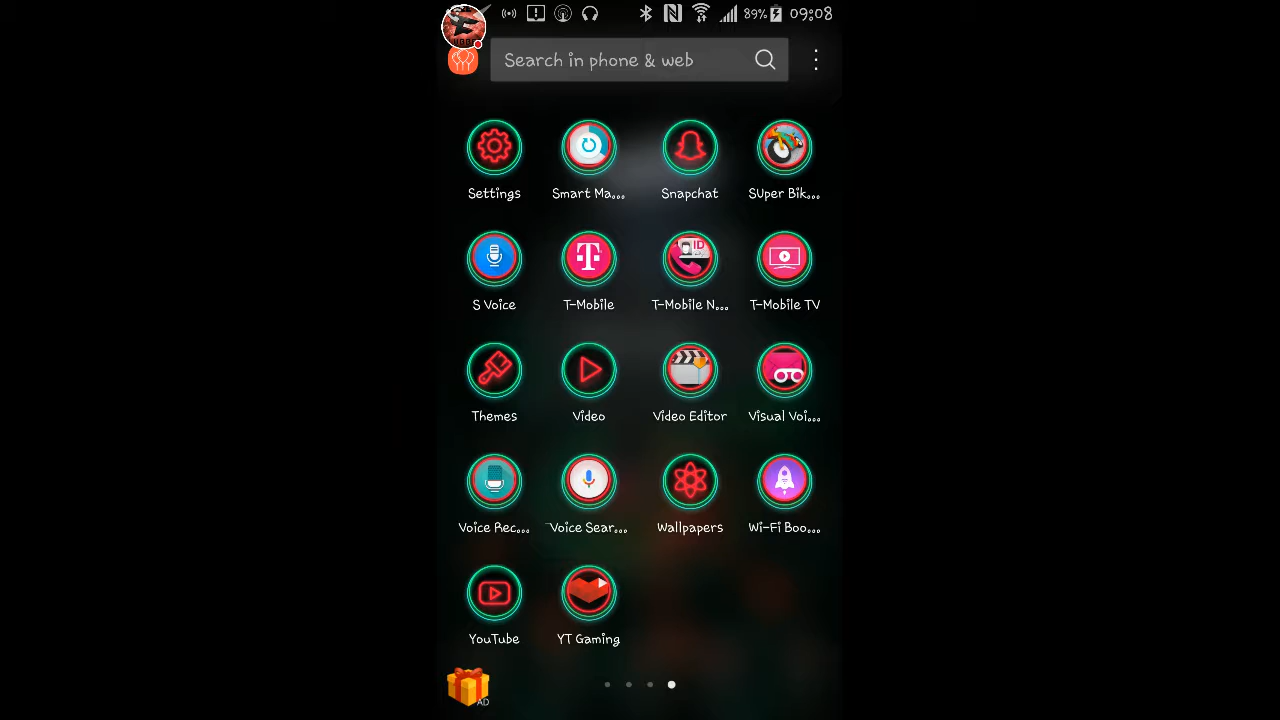 89% 09:08
Search in phone & web
Settings Smart Ma... Snapchat SUper Bik...
ID
S Voice T-Mobile T-Mobile N... T-Mobile TV
Themes Video Video Editor Visual Voi...
Voice Rec... Voice Sear... Wallpapers Wi-Fi Boo...
YouTube YT Gaming
AD